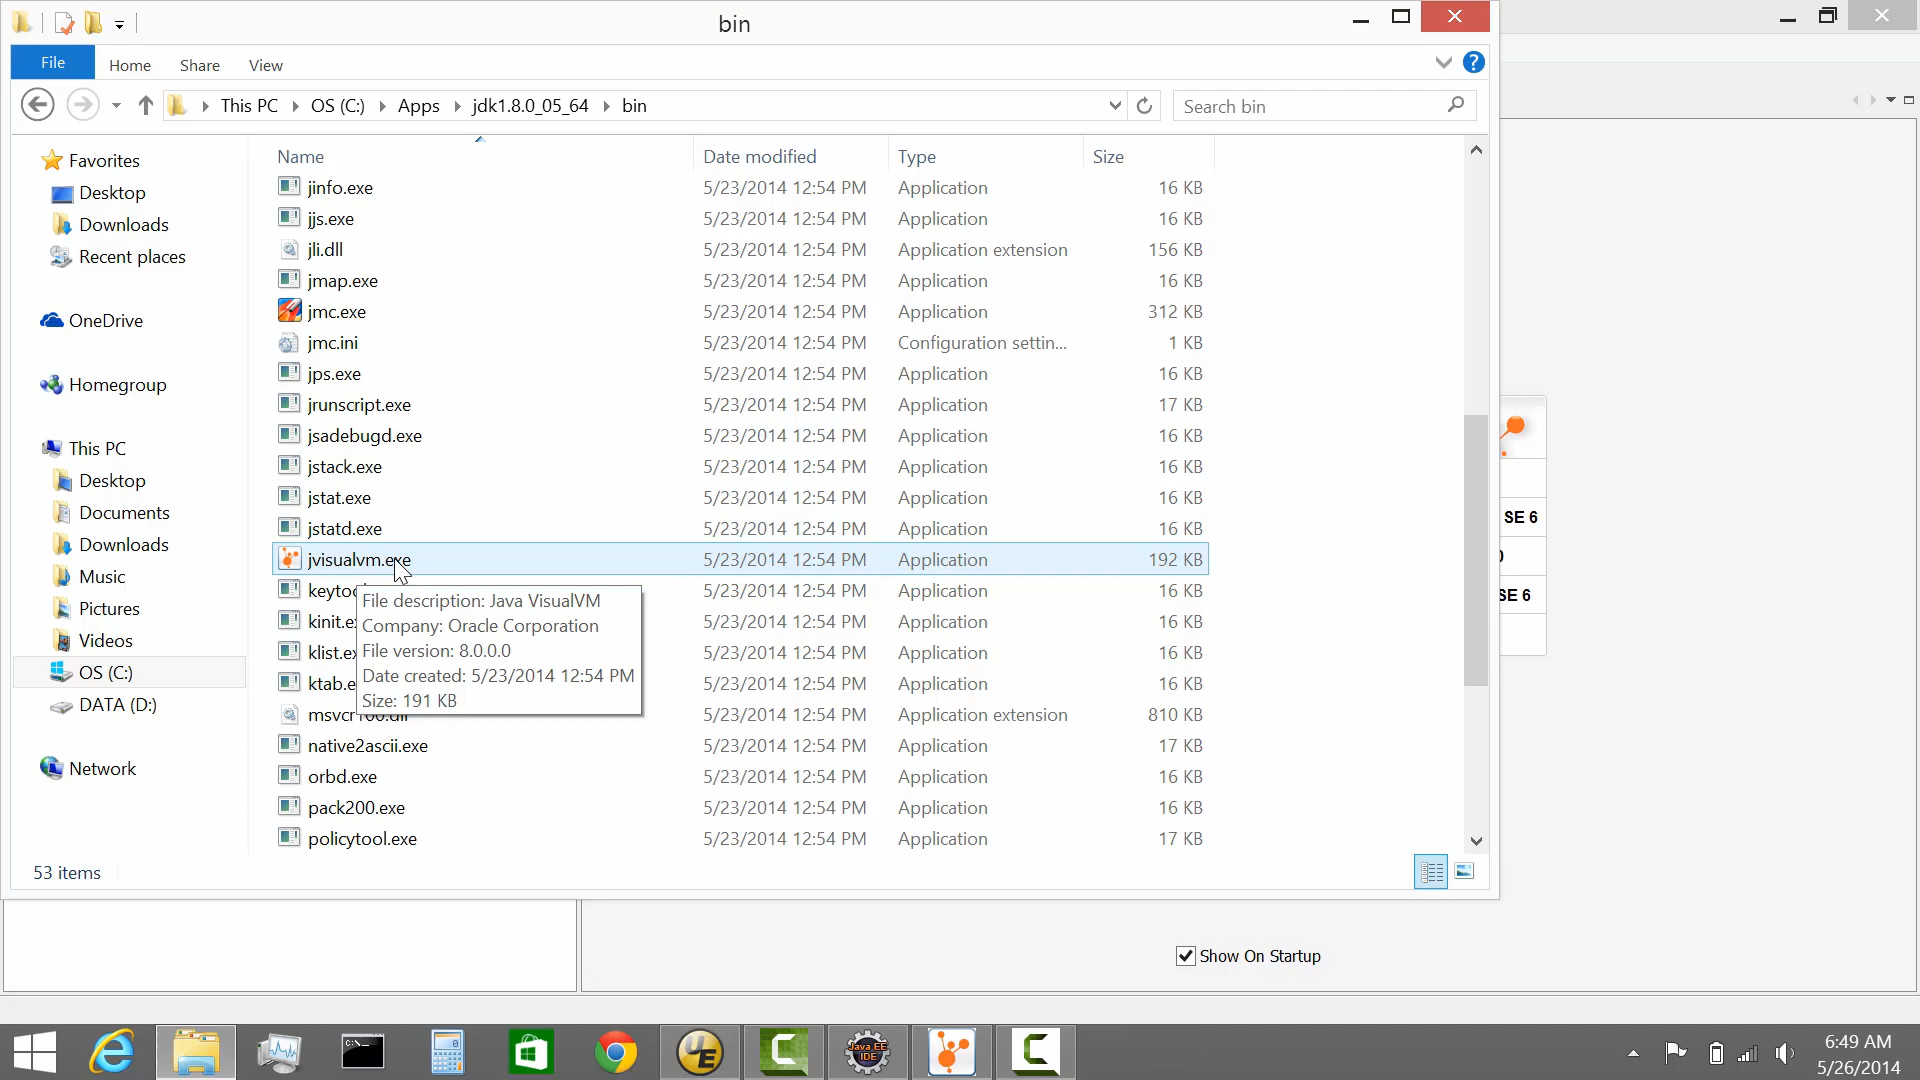 bin
File
Home
Share
View
This PC
OS (C:)
Apps
jdk1.8.0_05_64
bin
Search bin
Favorites
Desktop
Downloads
Recent places
OneDrive
Homegroup
This PC
Desktop
Documents
Downloads
Music
Pictures
Videos
OS (C:)
DATA (D:)
Network
Name Date modified Type Size
jinfo.exe 5/23/2014 12:54 PM Application 16 KB
jjs.exe 5/23/2014 12:54 PM Application 16 KB
jli.dll 5/23/2014 12:54 PM Application extension 156 KB
jmap.exe 5/23/2014 12:54 PM Application 16 KB
jmc.exe 5/23/2014 12:54 PM Application 312 KB
jmc.ini 5/23/2014 12:54 PM Configuration settin... 1 KB
jps.exe 5/23/2014 12:54 PM Application 16 KB
jrunscript.exe 5/23/2014 12:54 PM Application 17 KB
jsadebugd.exe 5/23/2014 12:54 PM Application 16 KB
jstack.exe 5/23/2014 12:54 PM Application 16 KB
jstat.exe 5/23/2014 12:54 PM Application 16 KB
jstatd.exe 5/23/2014 12:54 PM Application 16 KB
jvisualvm.exe 5/23/2014 12:54 PM Application 192 KB
5/23/2014 12:54 PM Application 16 KB
5/23/2014 12:54 PM Application 16 KB
5/23/2014 12:54 PM Application 16 KB
5/23/2014 12:54 PM Application 16 KB
5/23/2014 12:54 PM Application extension 810 KB
native2ascii.exe 5/23/2014 12:54 PM Application 17 KB
orbd.exe 5/23/2014 12:54 PM Application 16 KB
pack200.exe 5/23/2014 12:54 PM Application 16 KB
policytool.exe 5/23/2014 12:54 PM Application 17 KB
File description: Java VisualVM
Company: Oracle Corporation
File version: 8.0.0.0
Date created: 5/23/2014 12:54 PM
Size: 191 KB
53 items
SE 6
SE 6
Show On Startup
C:\
0
UE
C
Java EE
IDE
C
6:49 AM
5/26/2014